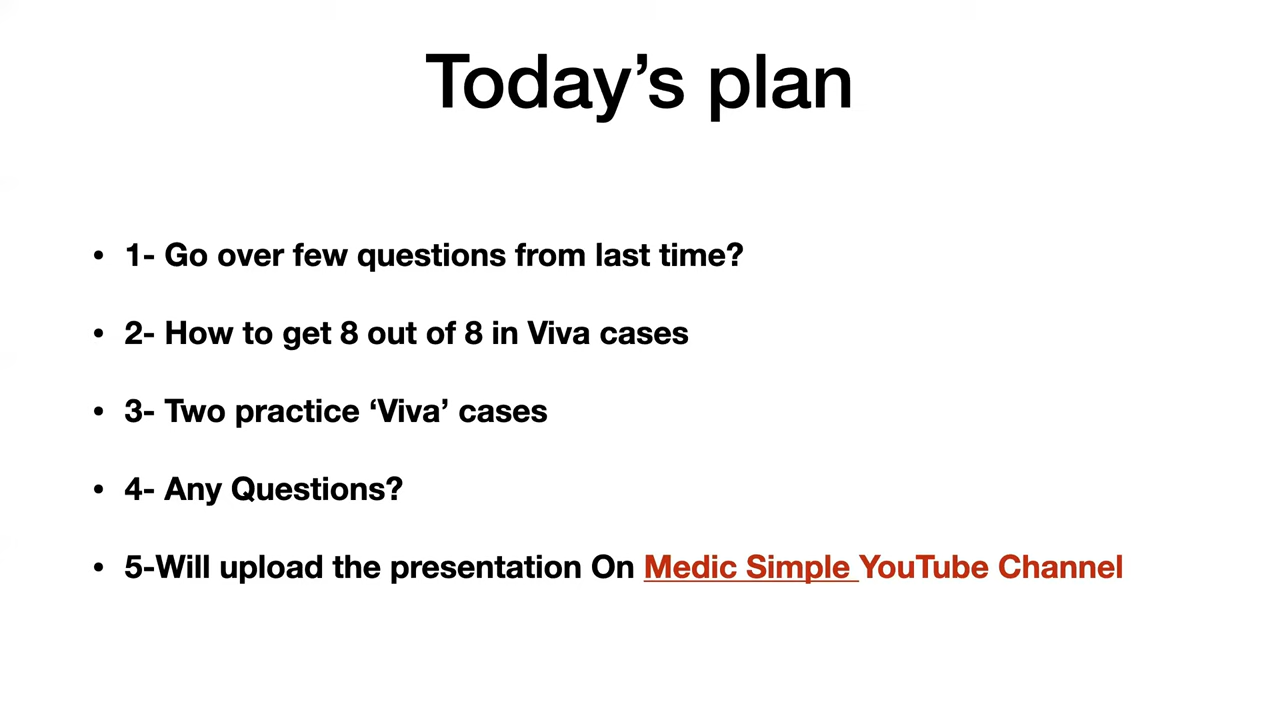 Today’s plan
• 1- Go over few questions from last time?
• 2- How to get 8 out of 8 in Viva cases
• 3- Two practice ‘Viva’ cases
• 4- Any Questions?
• 5-Will upload the presentation On Medic Simple YouTube Channel